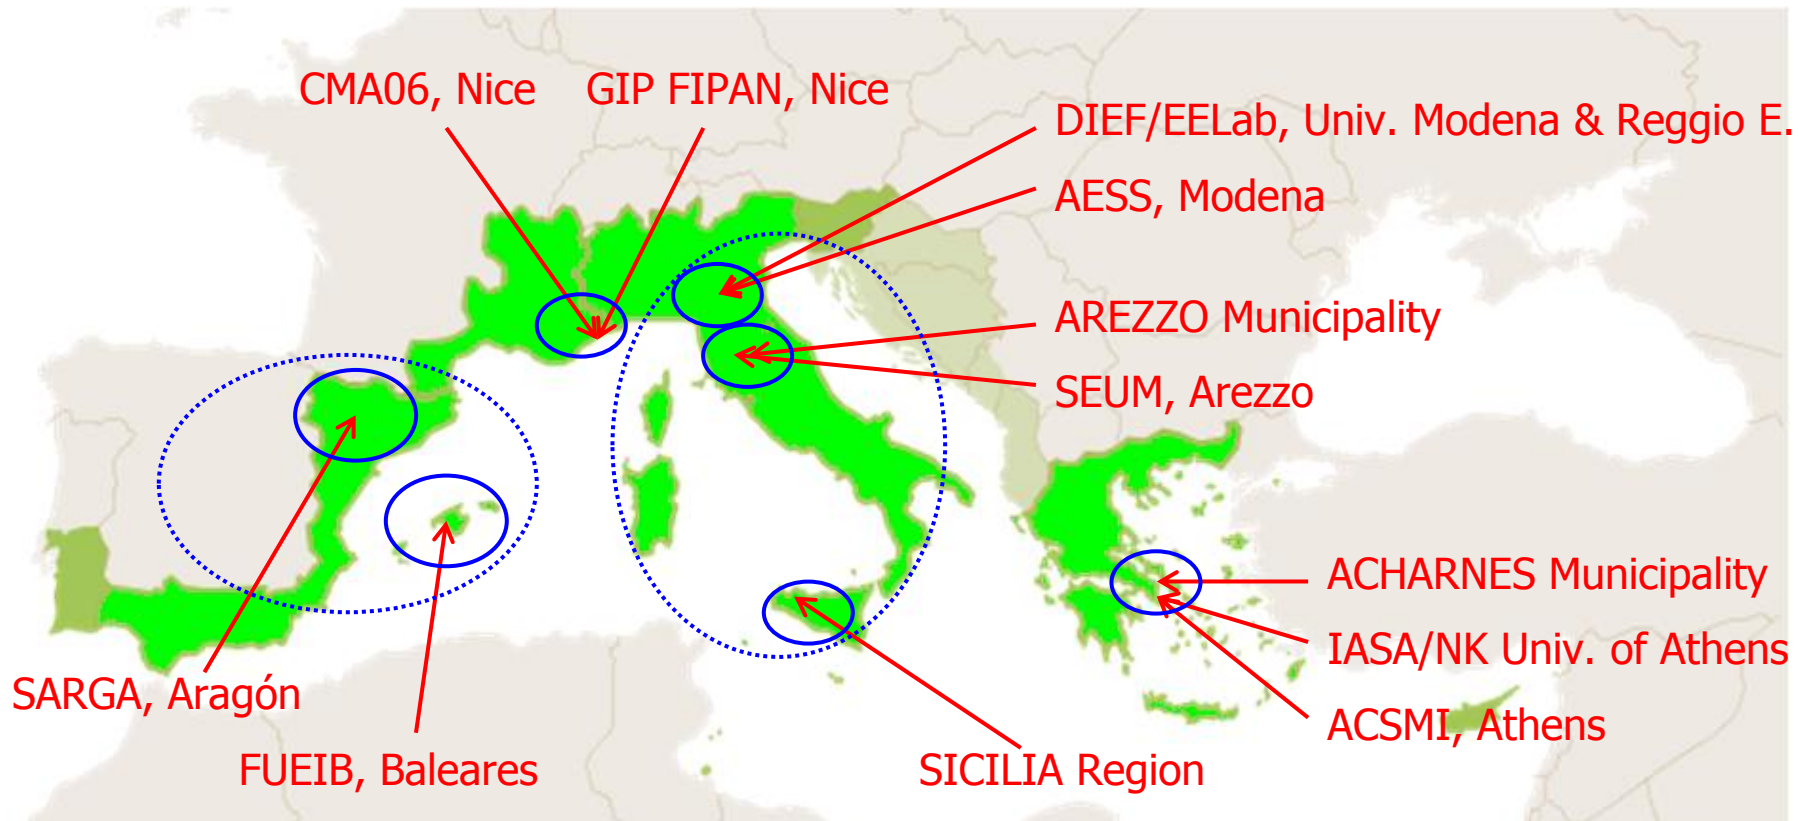 CMA06, Nice
GIP FIPAN, Nice
DIEF/EELab, Univ. Modena & Reggio E.
AESS, Modena
AREZZO Municipality
SEUM, Arezzo
ACHARNES Municipality
IASA/NK Univ. of Athens
SARGA, Aragón
ACSMI, Athens
FUEIB, Baleares
SICILIA Region